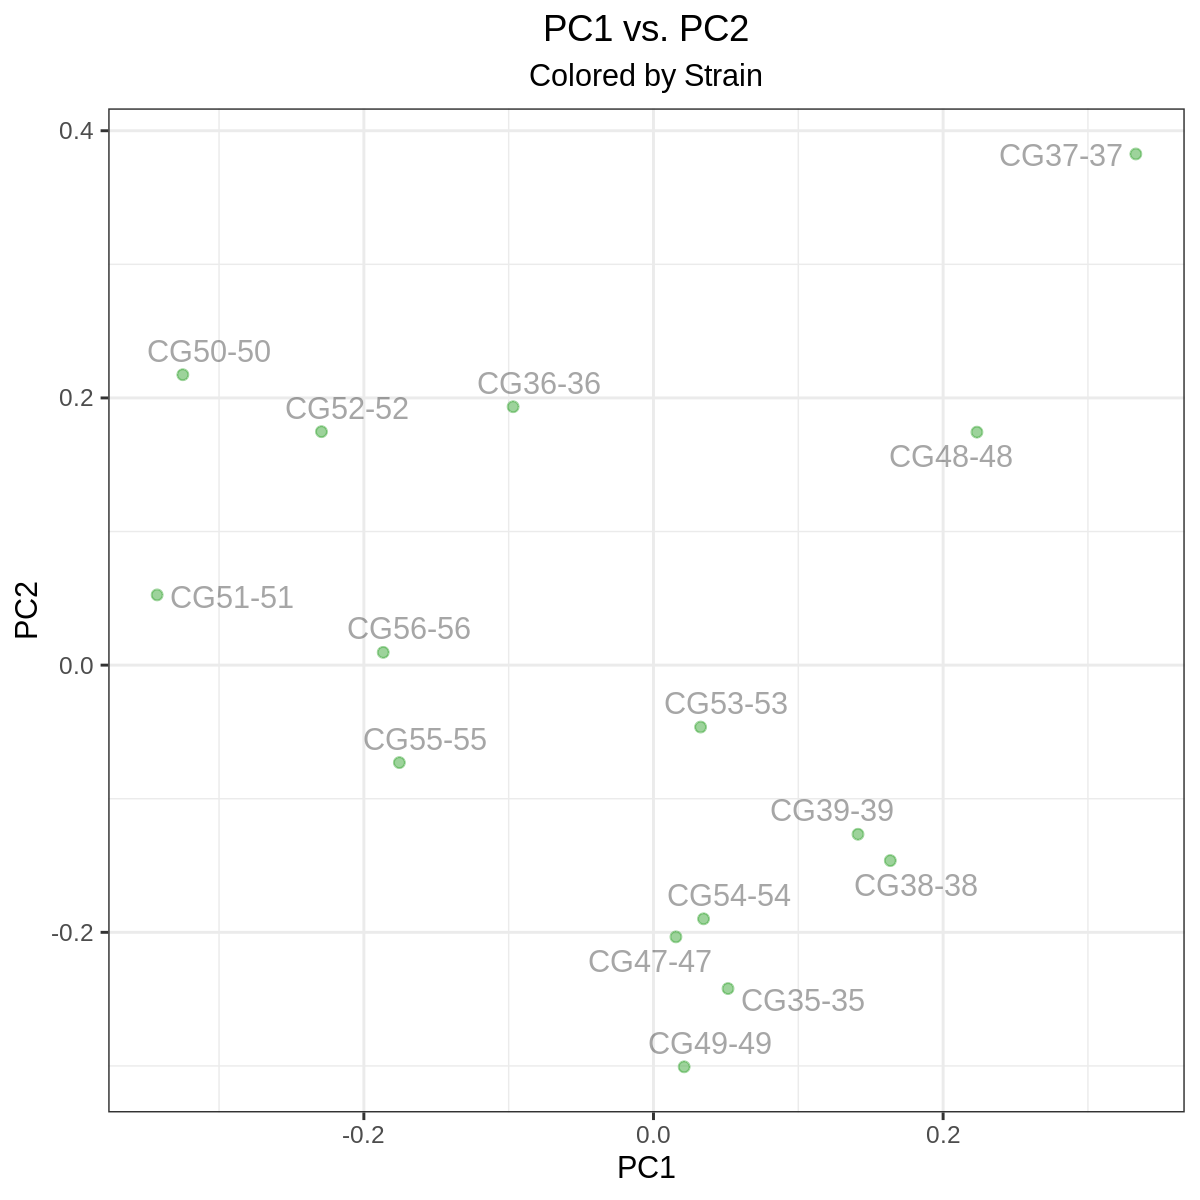 PC1 vs. PC2
Colored by Strain
0.4
CG37-37
CG50-50
CG36-36
0.2
CG52-52
CG48-48
PC2
CG51-51
CG56-56
0.0
CG53-53
CG55-55
CG39-39
CG38-38
CG54-54
-0.2
CG47-47
CG35-35
CG49-49
-0.2 0.0 0.2
PC1